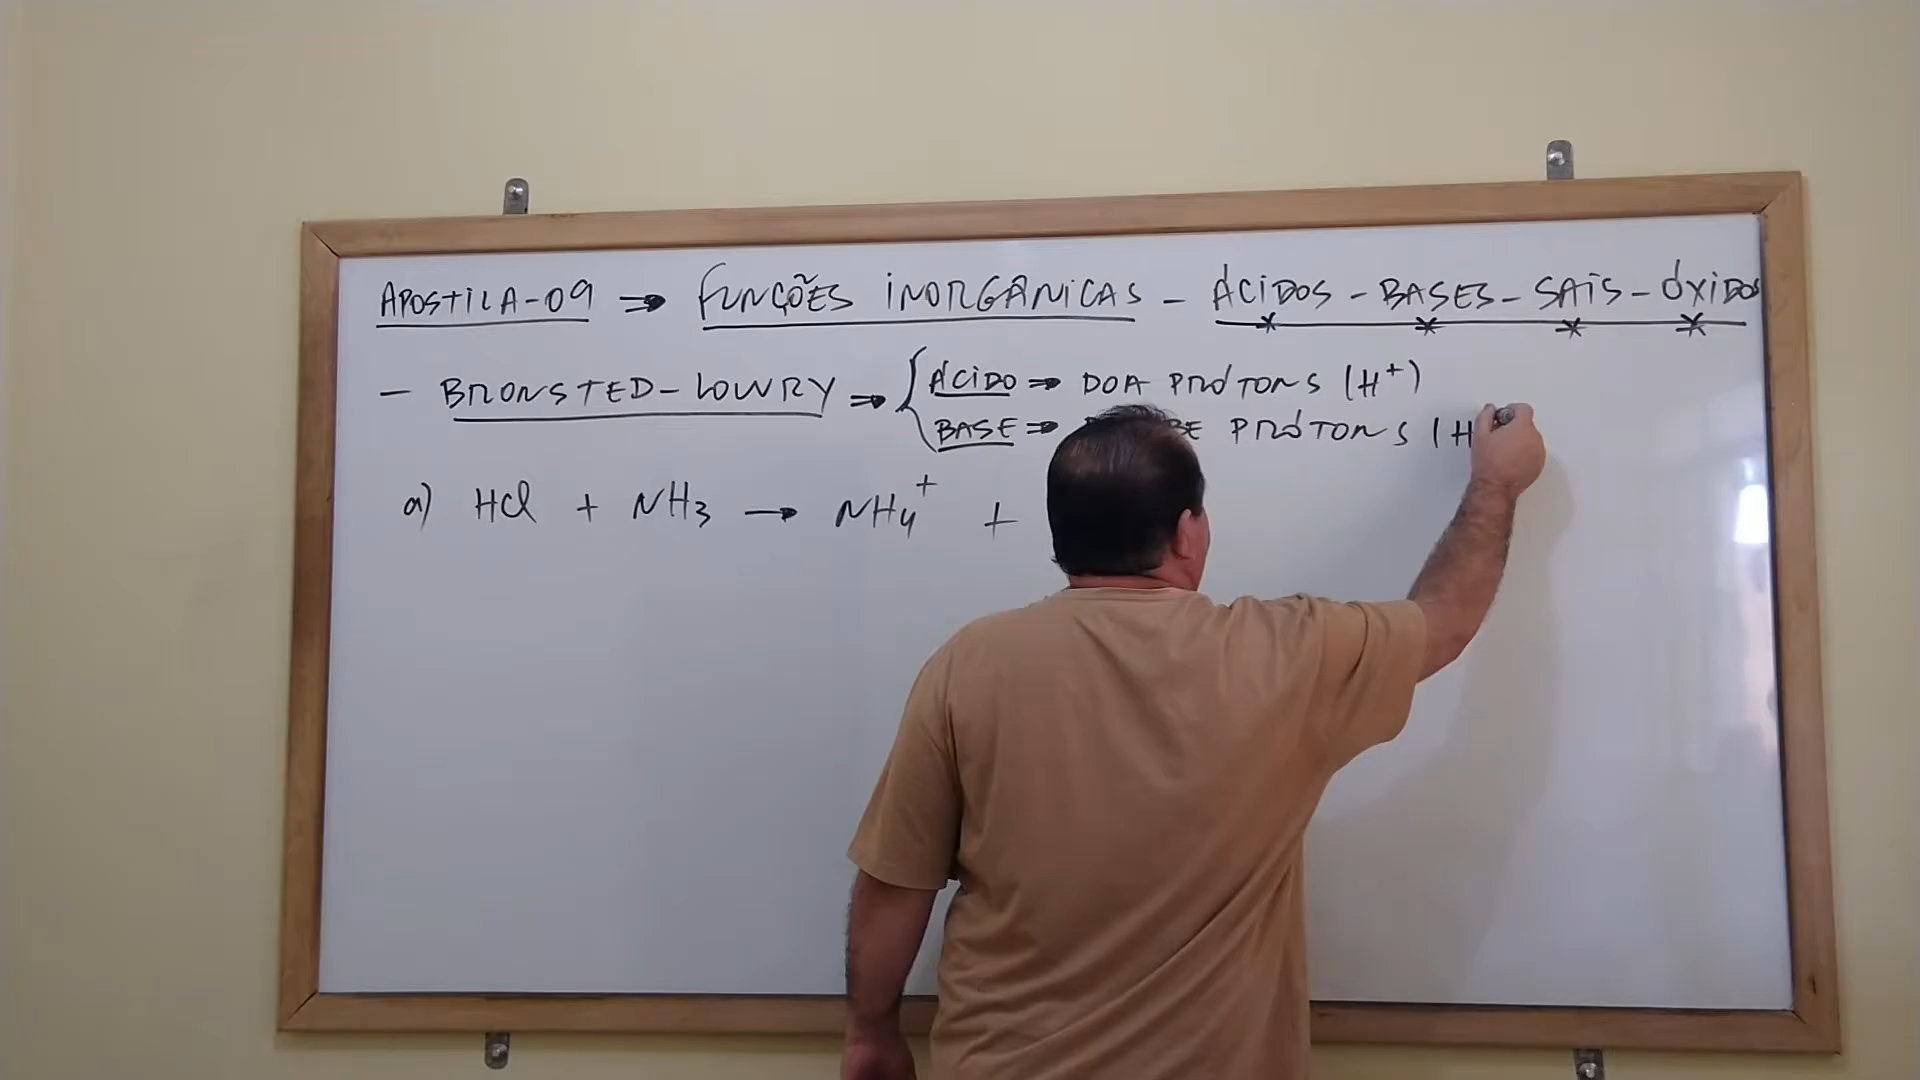 APOSTILA-09 ⇒ FUNÇÕES INORGÂNICAS - ÁCIDOS - BASES - SAIS - ÓXIDOS
- BRONSTED-LOWRY ⇒ { ÁCIDO ⇒ DOA PRÓTONS (H+)
BASE ⇒ PRÓTONS (H
a) HCl + NH3 → NH4+ +